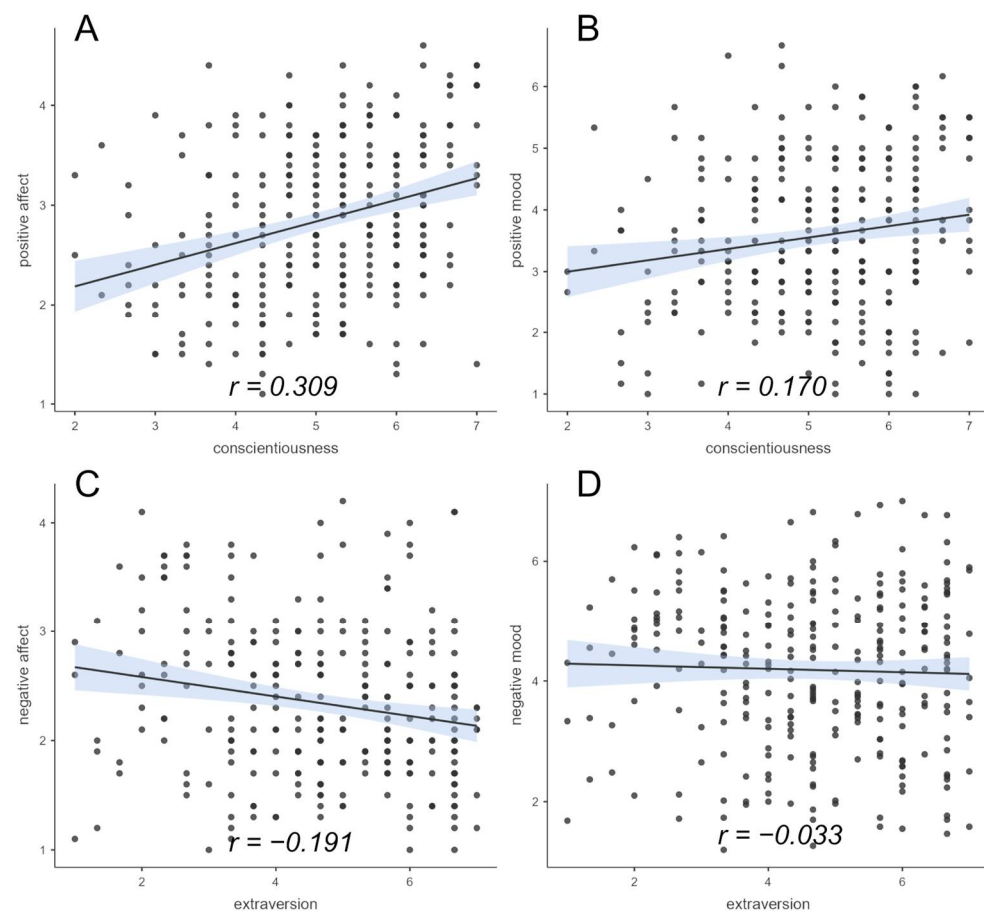 A
positive affect
4
3
2
1
r = 0.309
2 3 4 5 6 7
conscientiousness
B
positive mood
6
5
4
3
2
1
r = 0.170
2 3 4 5 6 7
conscientiousness
C
negative affect
4
3
2
1
r = −0.191
2 4 6
extraversion
D
negative mood
6
4
2
r = −0.033
2 4 6
extraversion